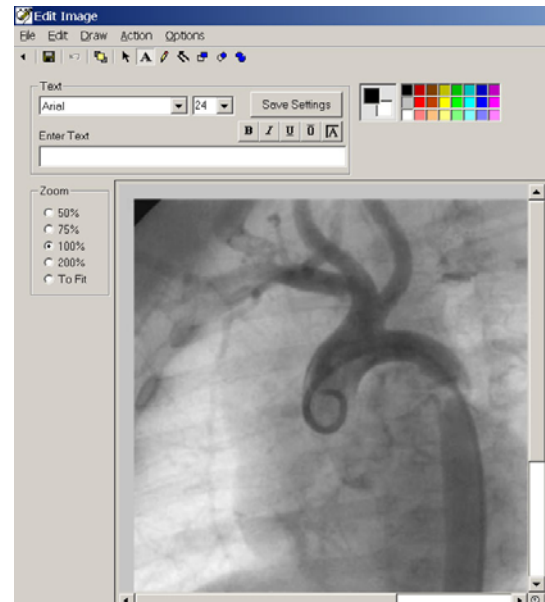 Edit Image
File Edit Draw Action Options
A
Text
Arial 24 Save Settings
B I U Ū A
Enter Text
Zoom
50%
75%
100%
200%
To Fit